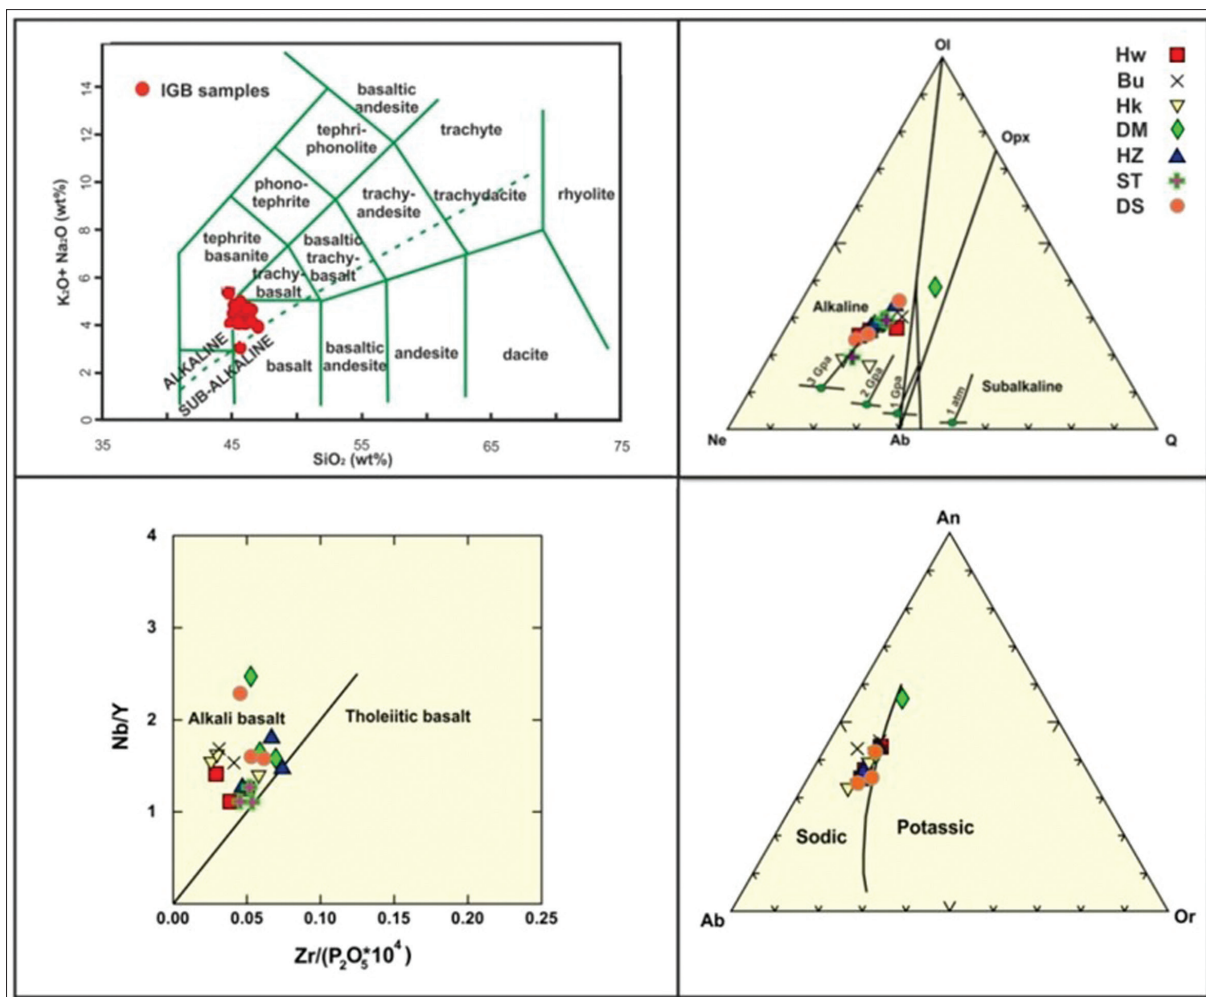 IGB samples
basaltic
andesite
tephri-
phonolite
trachyte
phono-
tephrite
trachy-
andesite
trachydacite
rhyolite
tephrite
basanite
basaltic
trachy-
basalt
trachy-
basalt
ALKALINE
SUB-ALKALINE
basalt
basaltic
andesite
andesite
dacite
K₂O+ Na₂O (wt%)
14
12
10
8
6
4
2
0
35
45
55
65
75
SiO₂ (wt%)
Ol
Opx
Hw
Bu
Hk
DM
HZ
ST
DS
Alkaline
3 Gpa
2 Gpa
1 Gpa
1 atm
Subalkaline
Ne
Ab
Q
4
3
2
1
Nb/Y
Alkali basalt
Tholeiitic basalt
0.00
0.05
0.10
0.15
0.20
0.25
Zr/(P₂O₅*10⁴)
An
Sodic
Potassic
Ab
Or